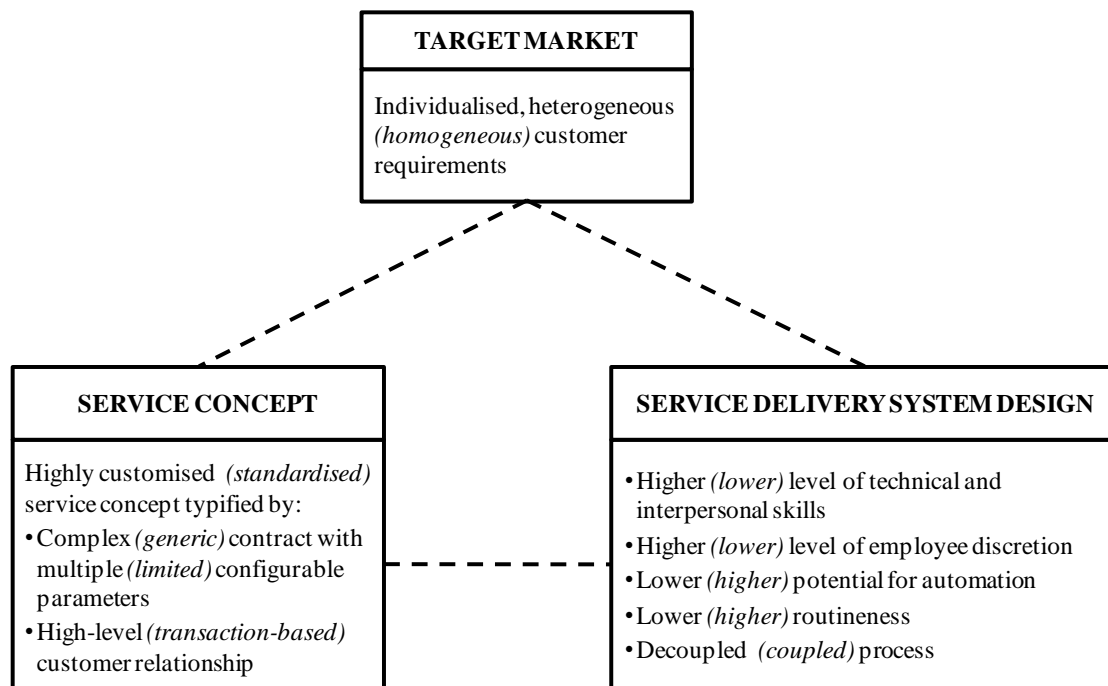 TARGET MARKET
Individualised, heterogeneous
(homogeneous) customer
requirements
SERVICE CONCEPT
Highly customised (standardised)
service concept typified by:
• Complex (generic) contract with
multiple (limited) configurable
parameters
• High-level (transaction-based)
customer relationship
SERVICE DELIVERY SYSTEM DESIGN
• Higher (lower) level of technical and
interpersonal skills
• Higher (lower) level of employee discretion
• Lower (higher) potential for automation
• Lower (higher) routineness
• Decoupled (coupled) process